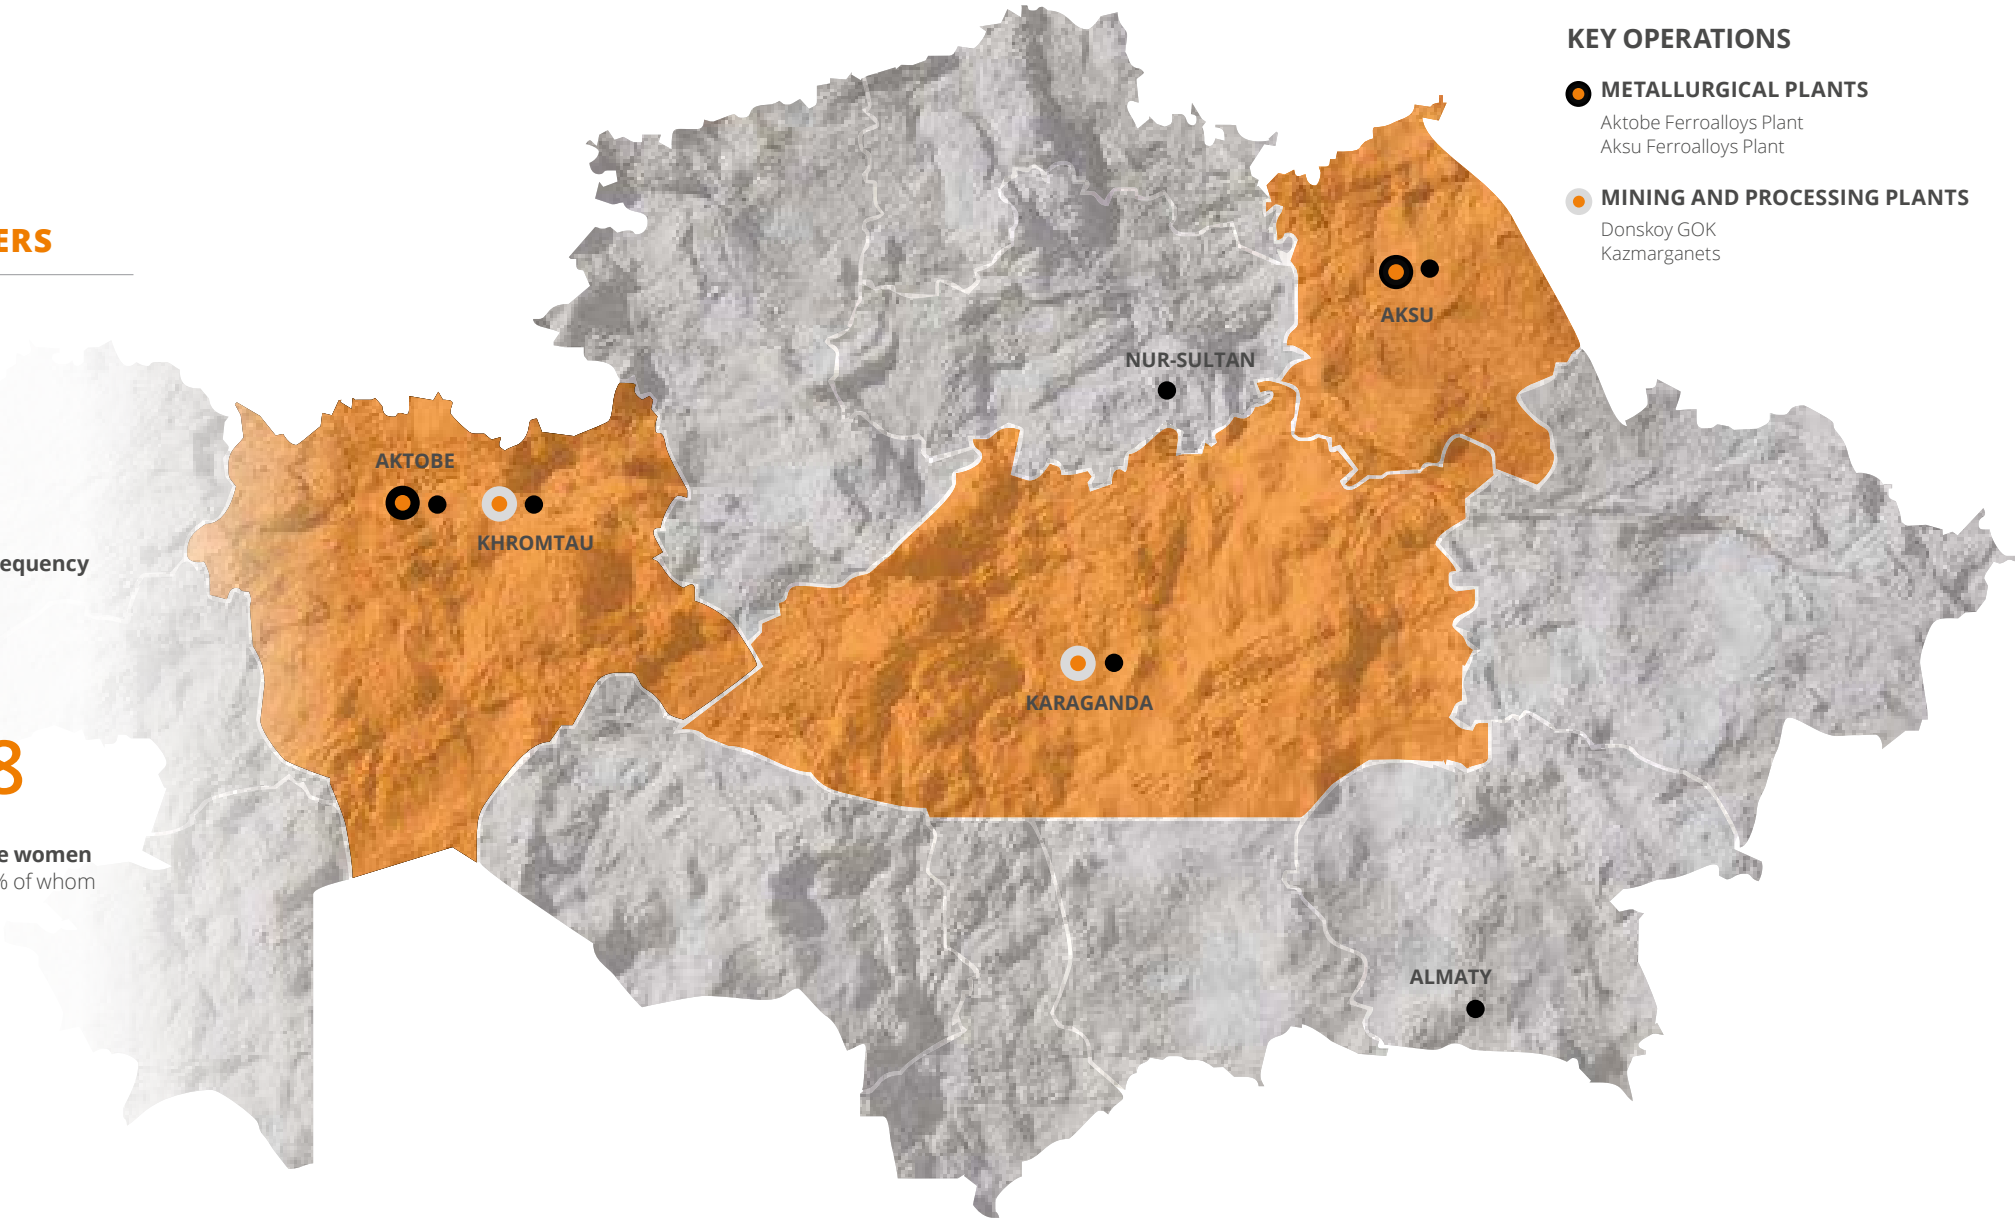 KEY OPERATIONS
METALLURGICAL PLANTS
Aktobe Ferroalloys Plant
Aksu Ferroalloys Plant
MINING AND PROCESSING PLANTS
Donskoy GOK
Kazmarganets
ERS
equency
8
e women
% of whom
AKSU
NUR-SULTAN
AKTOBE
KHROMTAU
KARAGANDA
ALMATY